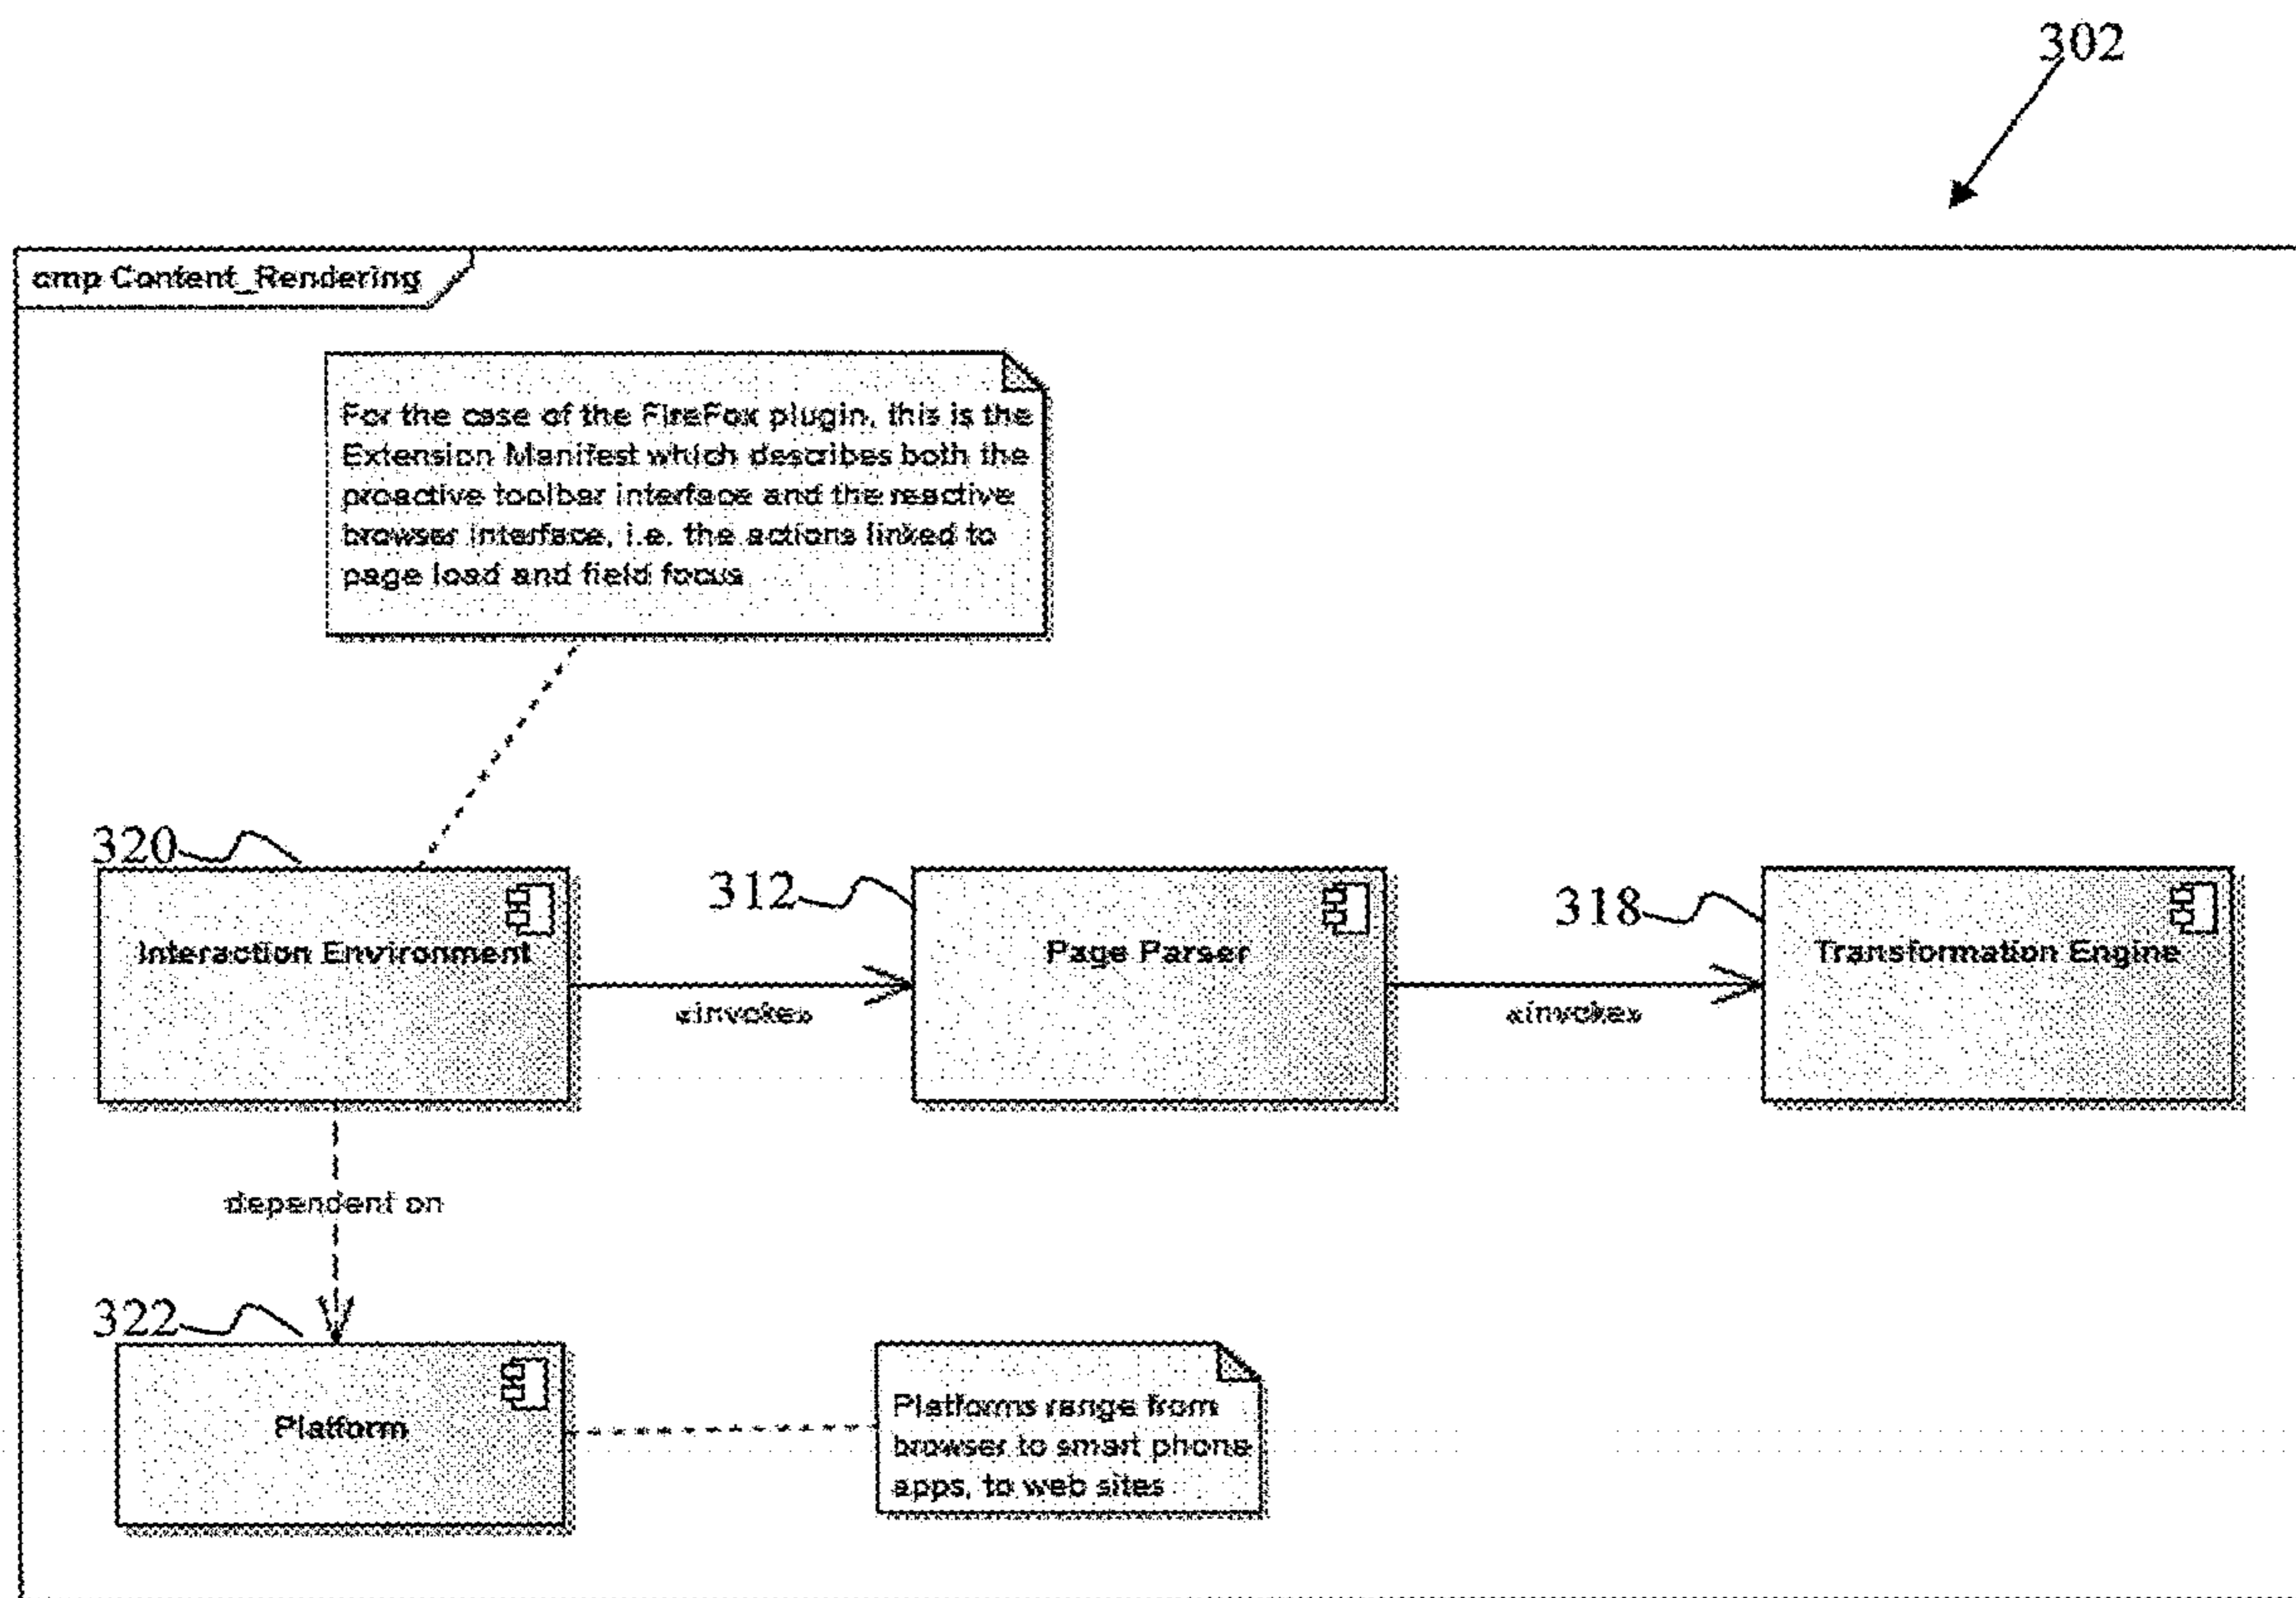 302
cmp Content_Rendering
For the case of the FireFox plugin, this is the
Extension Manifest which describes both the
proactive toolbar interface and the reactive
browser interface, i.e. the actions linked to
page load and field focus
320
Interaction Environment
312
Page Parser
318
Transformation Engine
«invoke»
«invoke»
dependent on
322
Platform
Platforms range from
browser to smart phone
apps, to web sites